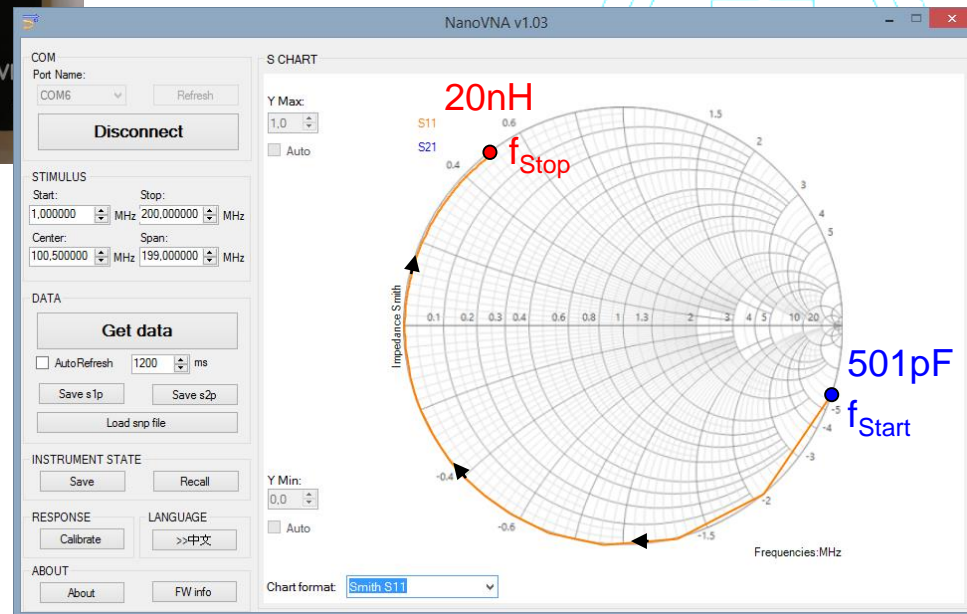 NanoVNA v1.03
COM
Port Name:
COM6
Refresh
Disconnect
STIMULUS
Start:
Stop:
1,000000 MHz 200,000000 MHz
Center:
Span:
100,500000 MHz 199,000000 MHz
DATA
Get data
AutoRefresh 1200 ms
Save s1p
Save s2p
Load snp file
INSTRUMENT STATE
Save
Recall
RESPONSE
LANGUAGE
Calibrate
>>中文
ABOUT
About
FW info
S CHART
Y Max:
1,0
Auto
S11
S21
20nH
fStop
0.6
0.4
1.5
2
3
4
5
Impedance Smith
0.1 0.2 0.3 0.4 0.6 0.8 1 1.3 2 3 4 5 10 20
501pF
fStart
-5
-4
-3
-2
-1.5
-0.4
-0.6
Y Min:
0,0
Auto
Frequencies:MHz
Chart format: Smith S11